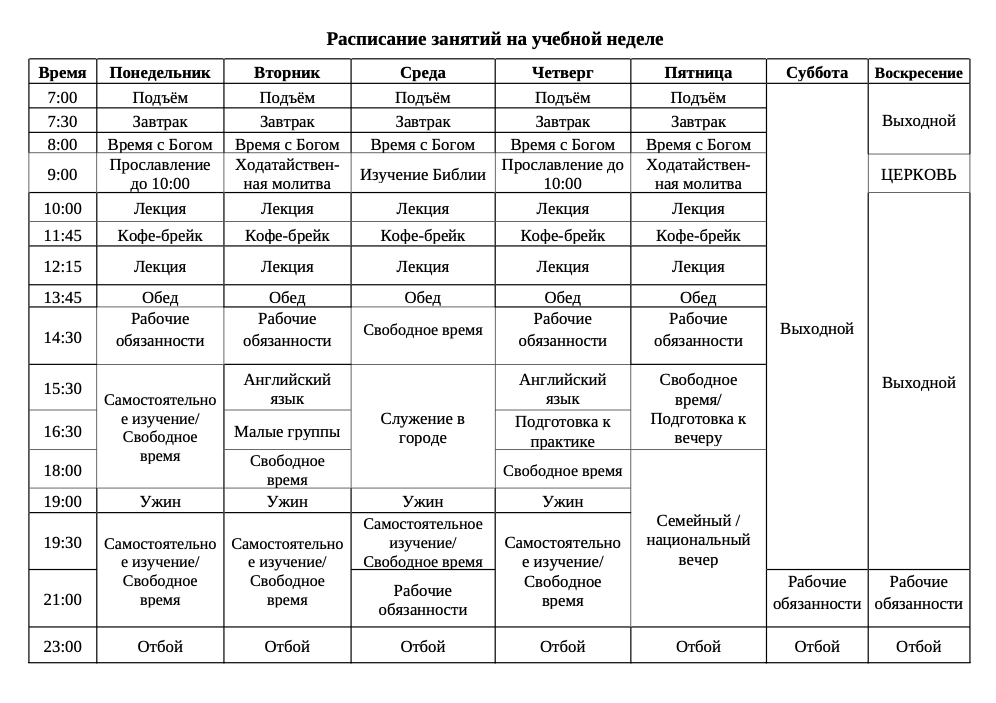 Расписание занятий на учебной неделе
Время Понедельник Вторник Среда Четверг Пятница Суббота Воскресение
7:00 Подъём Подъём Подъём Подъём Подъём
7:30 Завтрак Завтрак Завтрак Завтрак Завтрак Выходной
8:00 Время с Богом Время с Богом Время с Богом Время с Богом Время с Богом
9:00 Прославление Ходатайствен- Изучение Библии Прославление до Ходатайствен- ЦЕРКОВЬ
до 10:00 ная молитва 10:00 ная молитва
10:00 Лекция Лекция Лекция Лекция Лекция
11:45 Кофе-брейк Кофе-брейк Кофе-брейк Кофе-брейк Кофе-брейк
12:15 Лекция Лекция Лекция Лекция Лекция
13:45 Обед Обед Обед Обед Обед
14:30 Рабочие Рабочие Свободное время Рабочие Рабочие Выходной
обязанности обязанности обязанности обязанности
15:30 Английский Английский Свободное Выходной
язык язык время/
Самостоятельно Служение в Подготовка к
е изучение/ городе вечеру
Свободное
время
16:30 Малые группы Подготовка к
практике
18:00 Свободное Свободное время
время
19:00 Ужин Ужин Ужин Ужин
19:30 Самостоятельно Самостоятельно Самостоятельное Самостоятельно Семейный /
е изучение/ е изучение/ изучение/ е изучение/ национальный
Свободное Свободное Свободное время Свободное вечер
время время время
21:00 Рабочие Рабочие Рабочие
обязанности обязанности обязанности
23:00 Отбой Отбой Отбой Отбой Отбой Отбой Отбой